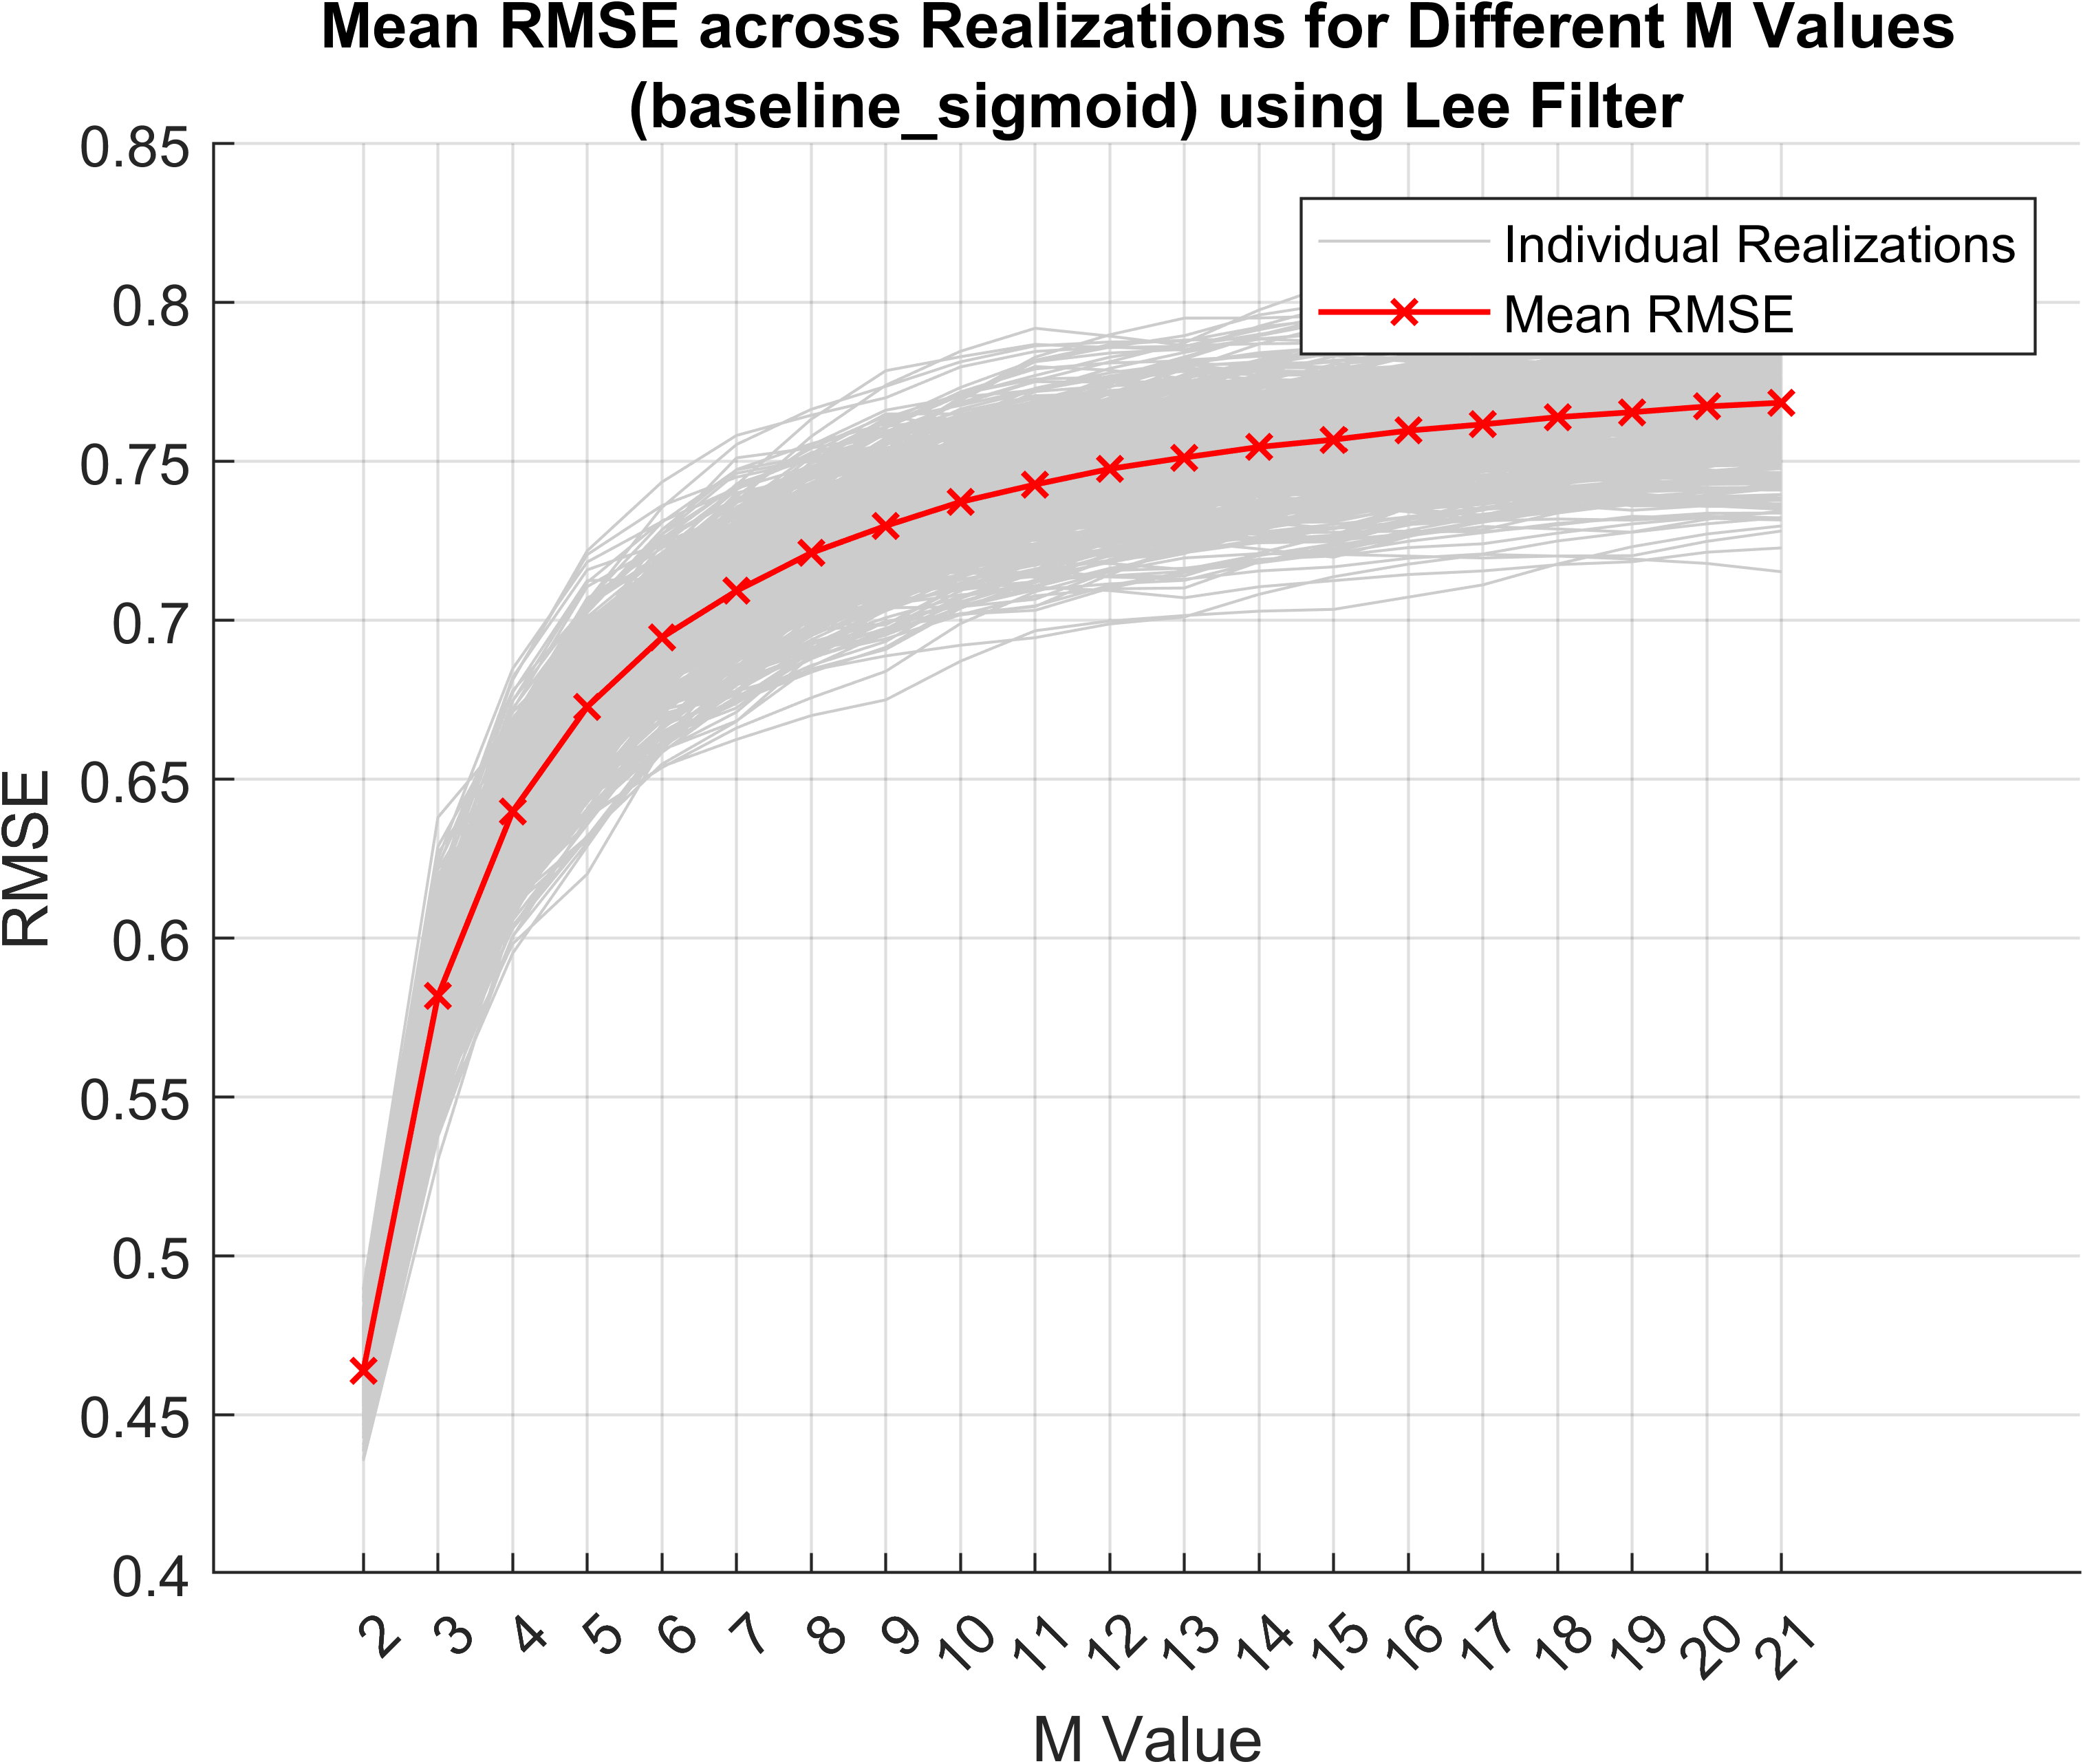 Mean RMSE across Realizations for Different M Values
(baseline_sigmoid) using Lee Filter
0.85
0.8
0.75
0.7
0.65
0.6
0.55
0.5
0.45
0.4
RMSE
Individual Realizations
Mean RMSE
2 3 4 5 6 7 8 9 10 11 12 13 14 15 16 17 18 19 20 21
M Value